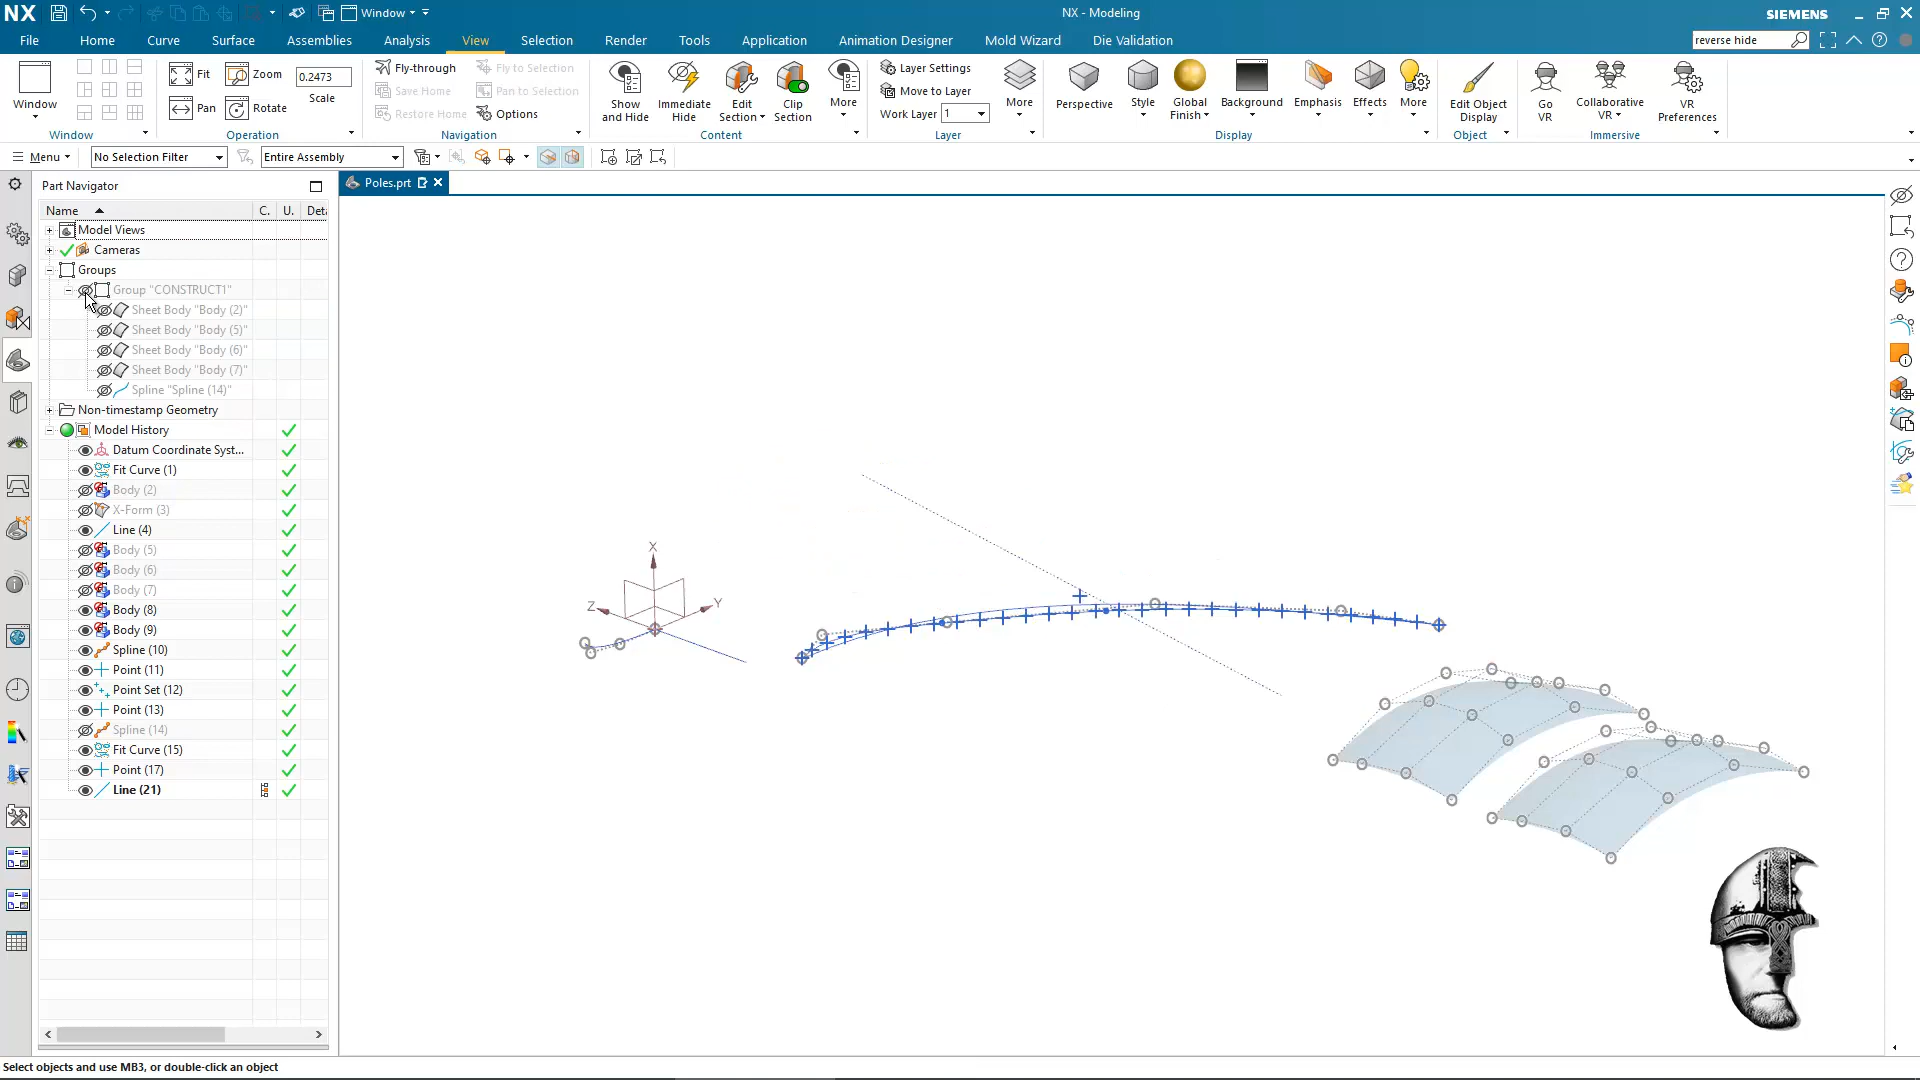 NX
Window
NX - Modeling
SIEMENS
File
Home
Curve
Surface
Assemblies
Analysis
View
Selection
Render
Tools
Application
Animation Designer
Mold Wizard
Die Validation
reverse hide
Window
Fit
Zoom
0.2473
Scale
Pan
Rotate
Fly-through
Fly to Selection
Save Home
Pan to Selection
Restore Home
Options
Show and Hide
Immediate Hide
Edit Section
Clip Section
More
Layer Settings
Move to Layer
Work Layer 1
More
Perspective
Style
Global Finish
Background
Emphasis
Effects
More
Edit Object Display
Go VR
Collaborative VR
VR Preferences
Window
Operation
Navigation
Content
Layer
Display
Object
Immersive
Menu
No Selection Filter
Entire Assembly
Part Navigator
Poles.prt
Name
C.
U.
Deta
Model Views
Cameras
Groups
Group "CONSTRUCT1"
Sheet Body "Body (2)"
Sheet Body "Body (5)"
Sheet Body "Body (6)"
Sheet Body "Body (7)"
Spline "Spline (14)"
Non-timestamp Geometry
Model History
Datum Coordinate Syst...
Fit Curve (1)
Body (2)
X-Form (3)
Line (4)
Body (5)
Body (6)
Body (7)
Body (8)
Body (9)
Spline (10)
Point (11)
Point Set (12)
Point (13)
Spline (14)
Fit Curve (15)
Point (17)
Line (21)
X
Z
Y
Select objects and use MB3, or double-click an object